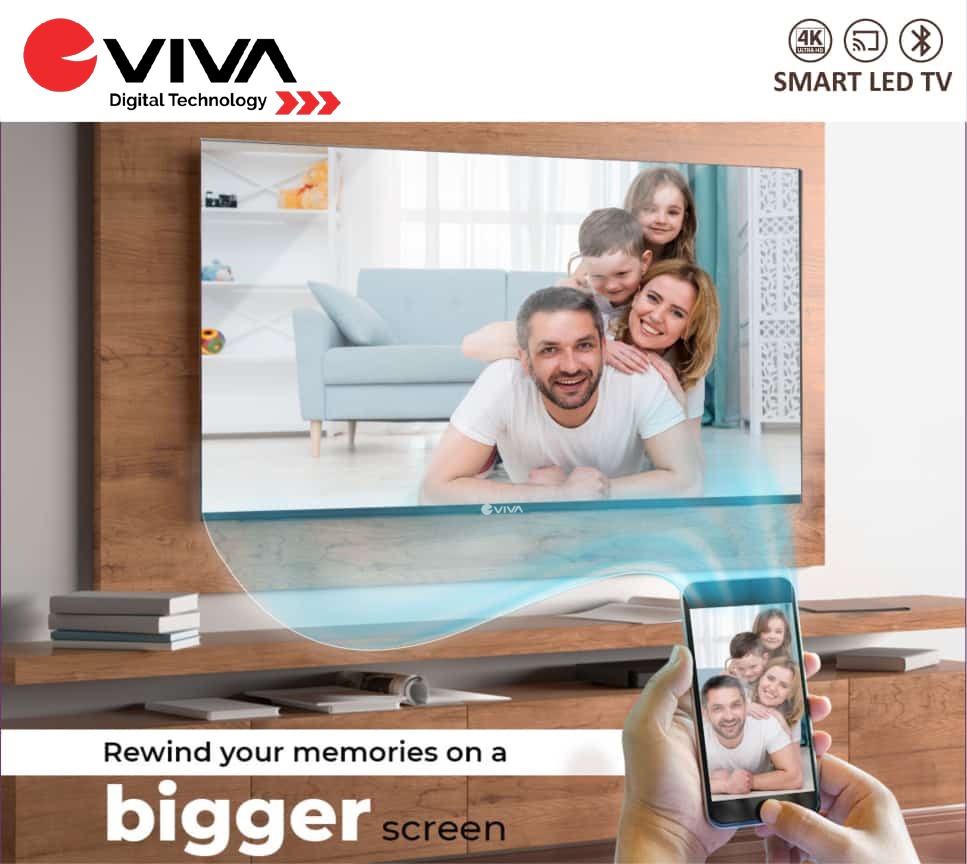 VIVA
Digital Technology
4K
ULTRA HD
SMART LED TV
VIVA
Rewind your memories on a
bigger screen